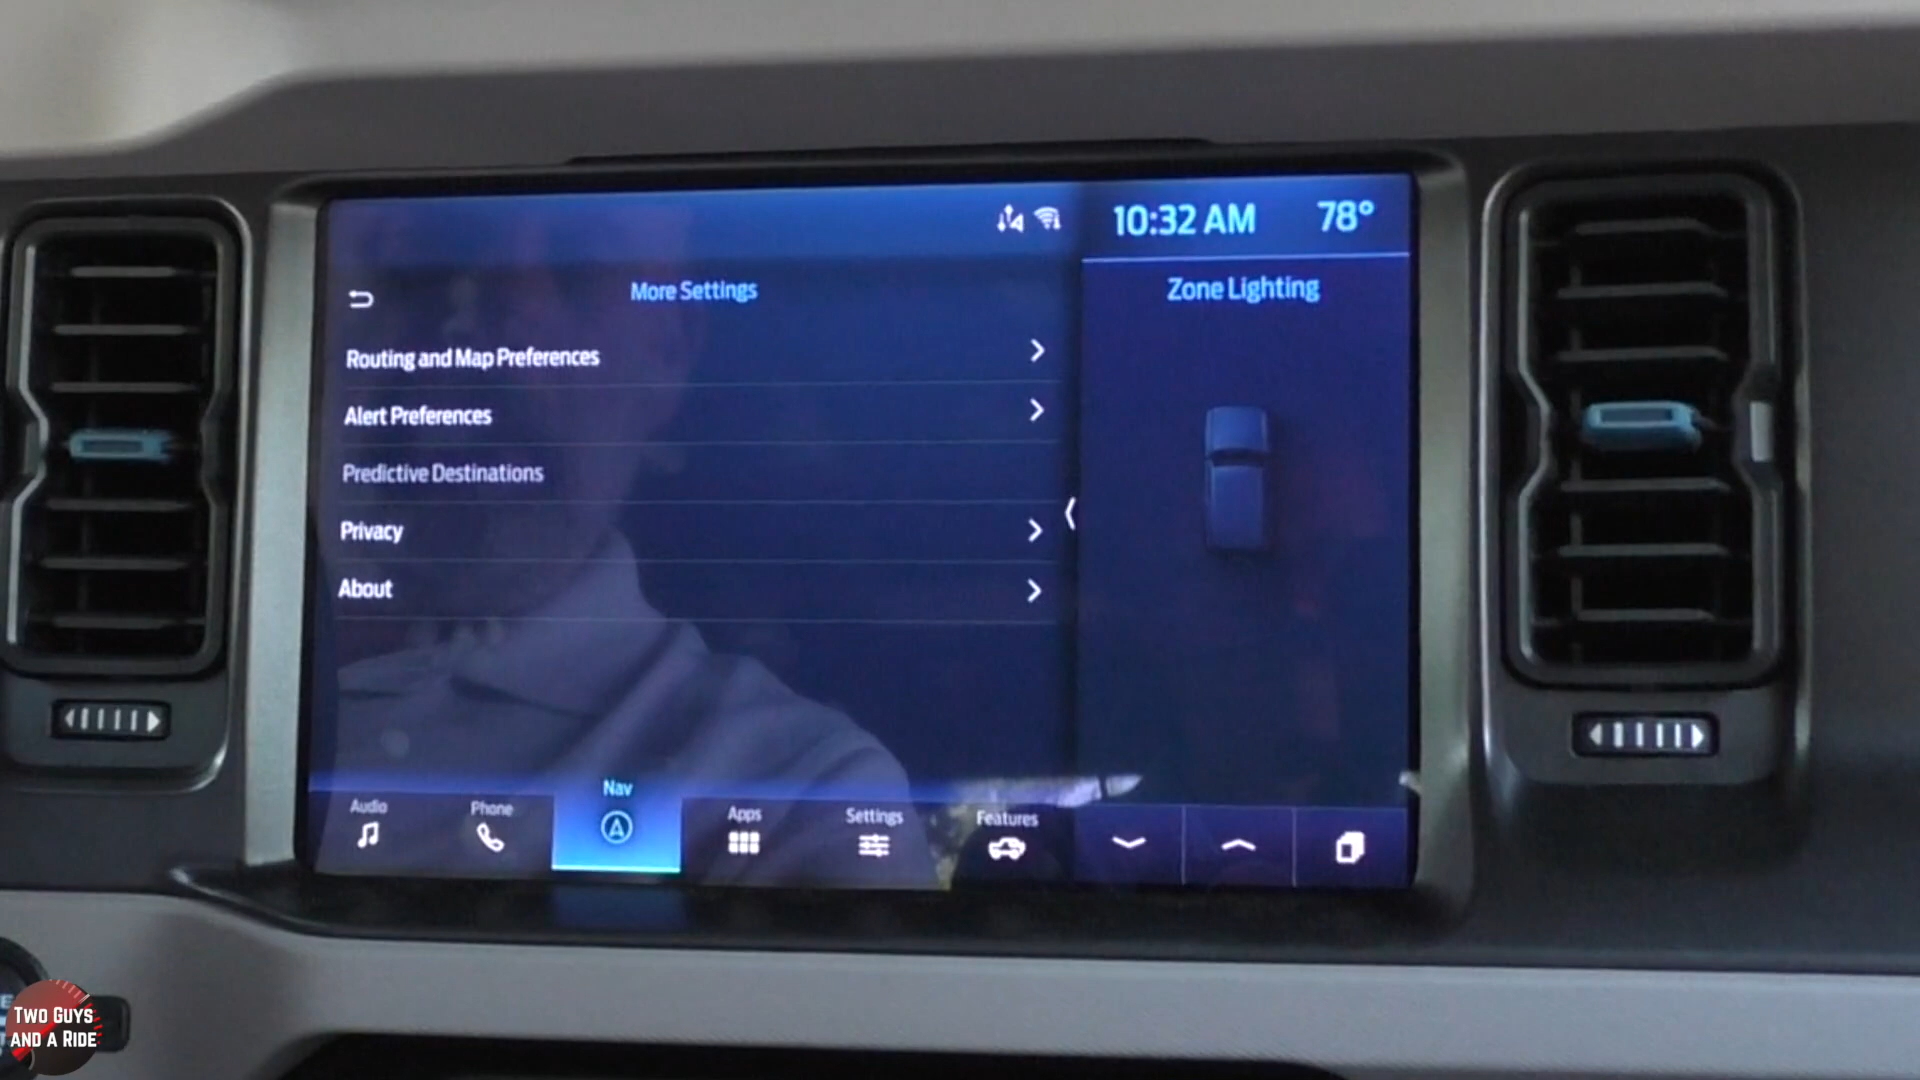 10:32 AM 78°
More Settings
Zone Lighting
Routing and Map Preferences
Alert Preferences
Predictive Destinations
Privacy
About
Audio
Phone
Nav
Apps
Settings
Features
TWO GUYS
AND A RIDE